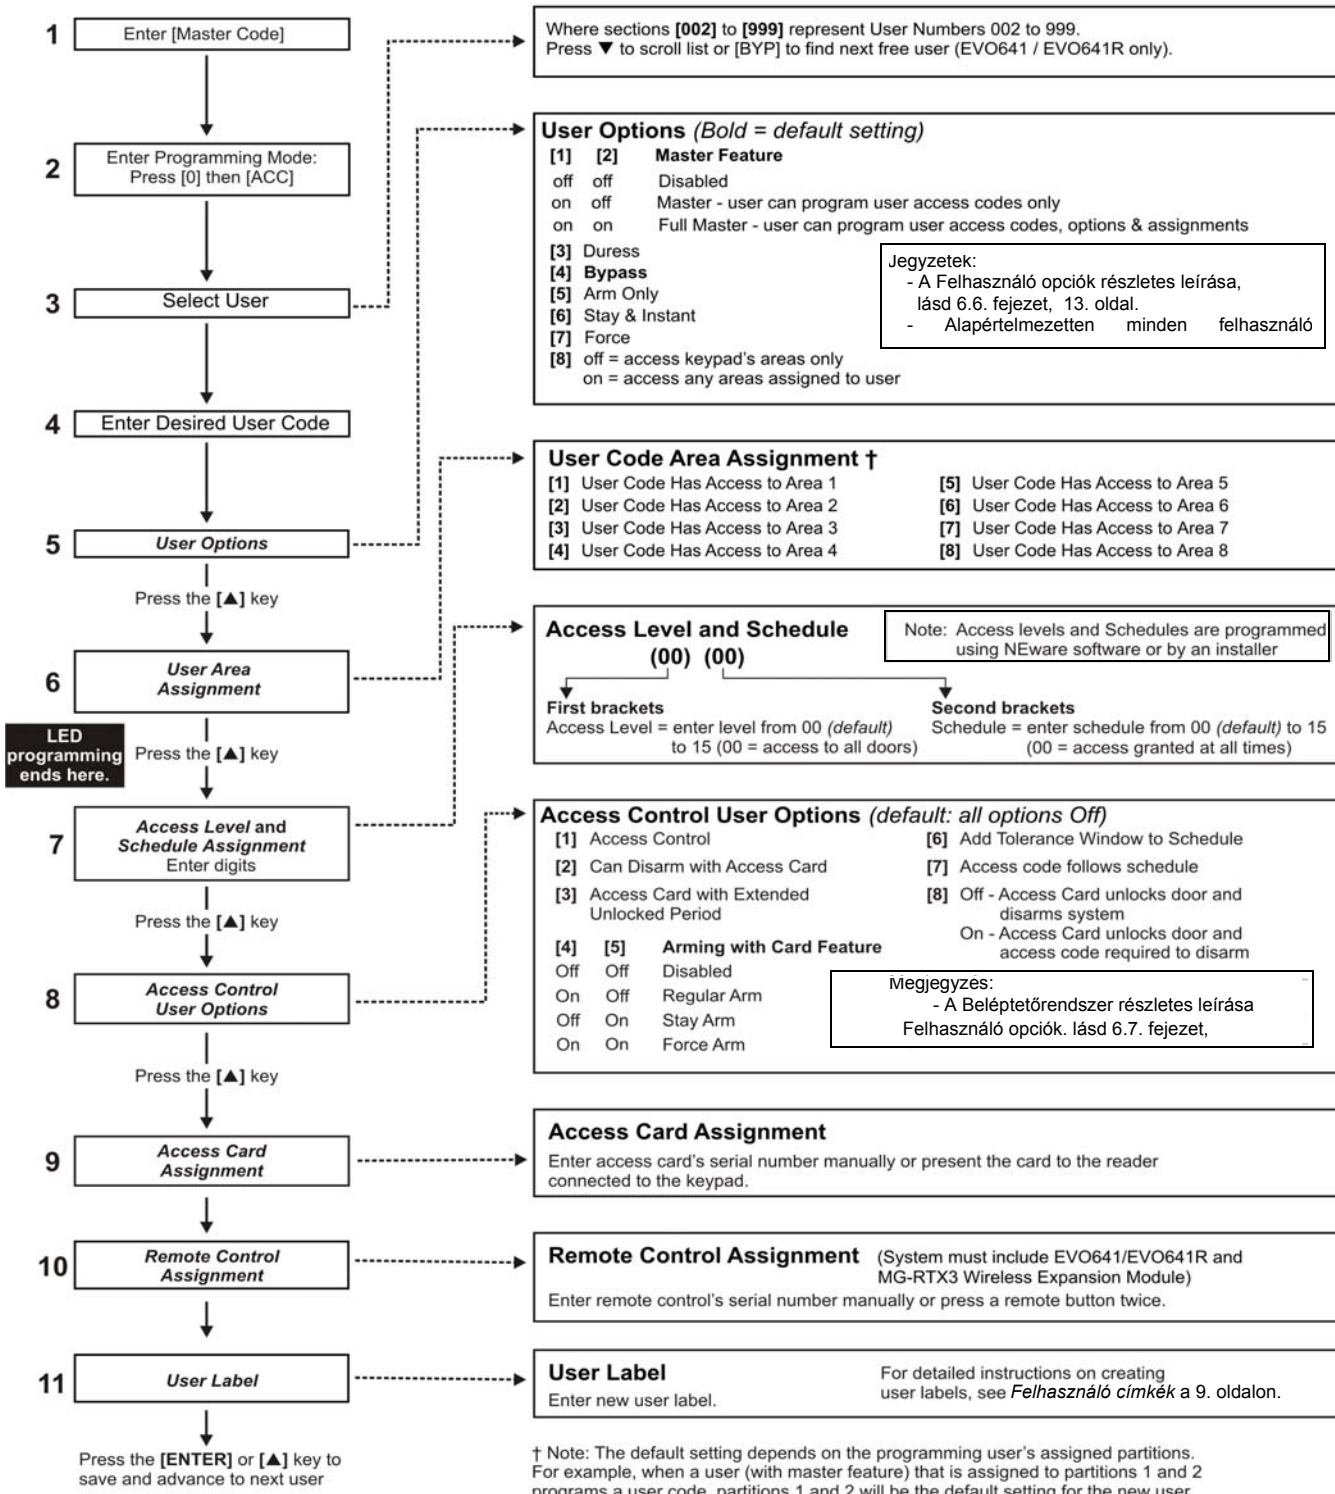 1
Enter [Master Code]
2
Enter Programming Mode:
Press [0] then [ACC]
3
Select User
4
Enter Desired User Code
5
User Options
Press the [▲] key
6
User Area
Assignment
LED
programming
ends here.
Press the [▲] key
7
Access Level and
Schedule Assignment
Enter digits
Press the [▲] key
8
Access Control
User Options
Press the [▲] key
9
Access Card
Assignment
10
Remote Control
Assignment
11
User Label
Press the [ENTER] or [▲] key to
save and advance to next user
Where sections [002] to [999] represent User Numbers 002 to 999.
Press ▼ to scroll list or [BYP] to find next free user (EVO641 / EVO641R only).
User Options (Bold = default setting)
[1] [2] Master Feature
off off Disabled
on off Master - user can program user access codes only
on on Full Master - user can program user access codes, options & assignments
[3] Duress
[4] Bypass
[5] Arm Only
[6] Stay & Instant
[7] Force
[8] off = access keypad's areas only
on = access any areas assigned to user
Jegyzetek:
- A Felhasználó opciók részletes leírása,
lásd 6.6. fejezet, 13. oldal.
- Alapértelmezetten minden felhasználó
User Code Area Assignment †
[1] User Code Has Access to Area 1
[2] User Code Has Access to Area 2
[3] User Code Has Access to Area 3
[4] User Code Has Access to Area 4
[5] User Code Has Access to Area 5
[6] User Code Has Access to Area 6
[7] User Code Has Access to Area 7
[8] User Code Has Access to Area 8
Access Level and Schedule
(00) (00)
Note: Access levels and Schedules are programmed
using NEware software or by an installer
First brackets
Access Level = enter level from 00 (default)
to 15 (00 = access to all doors)
Second brackets
Schedule = enter schedule from 00 (default) to 15
(00 = access granted at all times)
Access Control User Options (default: all options Off)
[1] Access Control
[2] Can Disarm with Access Card
[3] Access Card with Extended
Unlocked Period
[4] [5] Arming with Card Feature
Off Off Disabled
On Off Regular Arm
Off On Stay Arm
On On Force Arm
[6] Add Tolerance Window to Schedule
[7] Access code follows schedule
[8] Off - Access Card unlocks door and
disarms system
On - Access Card unlocks door and
access code required to disarm
Megjegyzés:
- A Beléptetőrendszer részletes leírása
Felhasználó opciók. lásd 6.7. fejezet,
Access Card Assignment
Enter access card's serial number manually or present the card to the reader
connected to the keypad.
Remote Control Assignment (System must include EVO641/EVO641R and
MG-RTX3 Wireless Expansion Module)
Enter remote control's serial number manually or press a remote button twice.
User Label
Enter new user label.
For detailed instructions on creating
user labels, see Felhasználó címkék a 9. oldalon.
† Note: The default setting depends on the programming user's assigned partitions.
For example, when a user (with master feature) that is assigned to partitions 1 and 2
programs a user code, partitions 1 and 2 will be the default setting for the new user